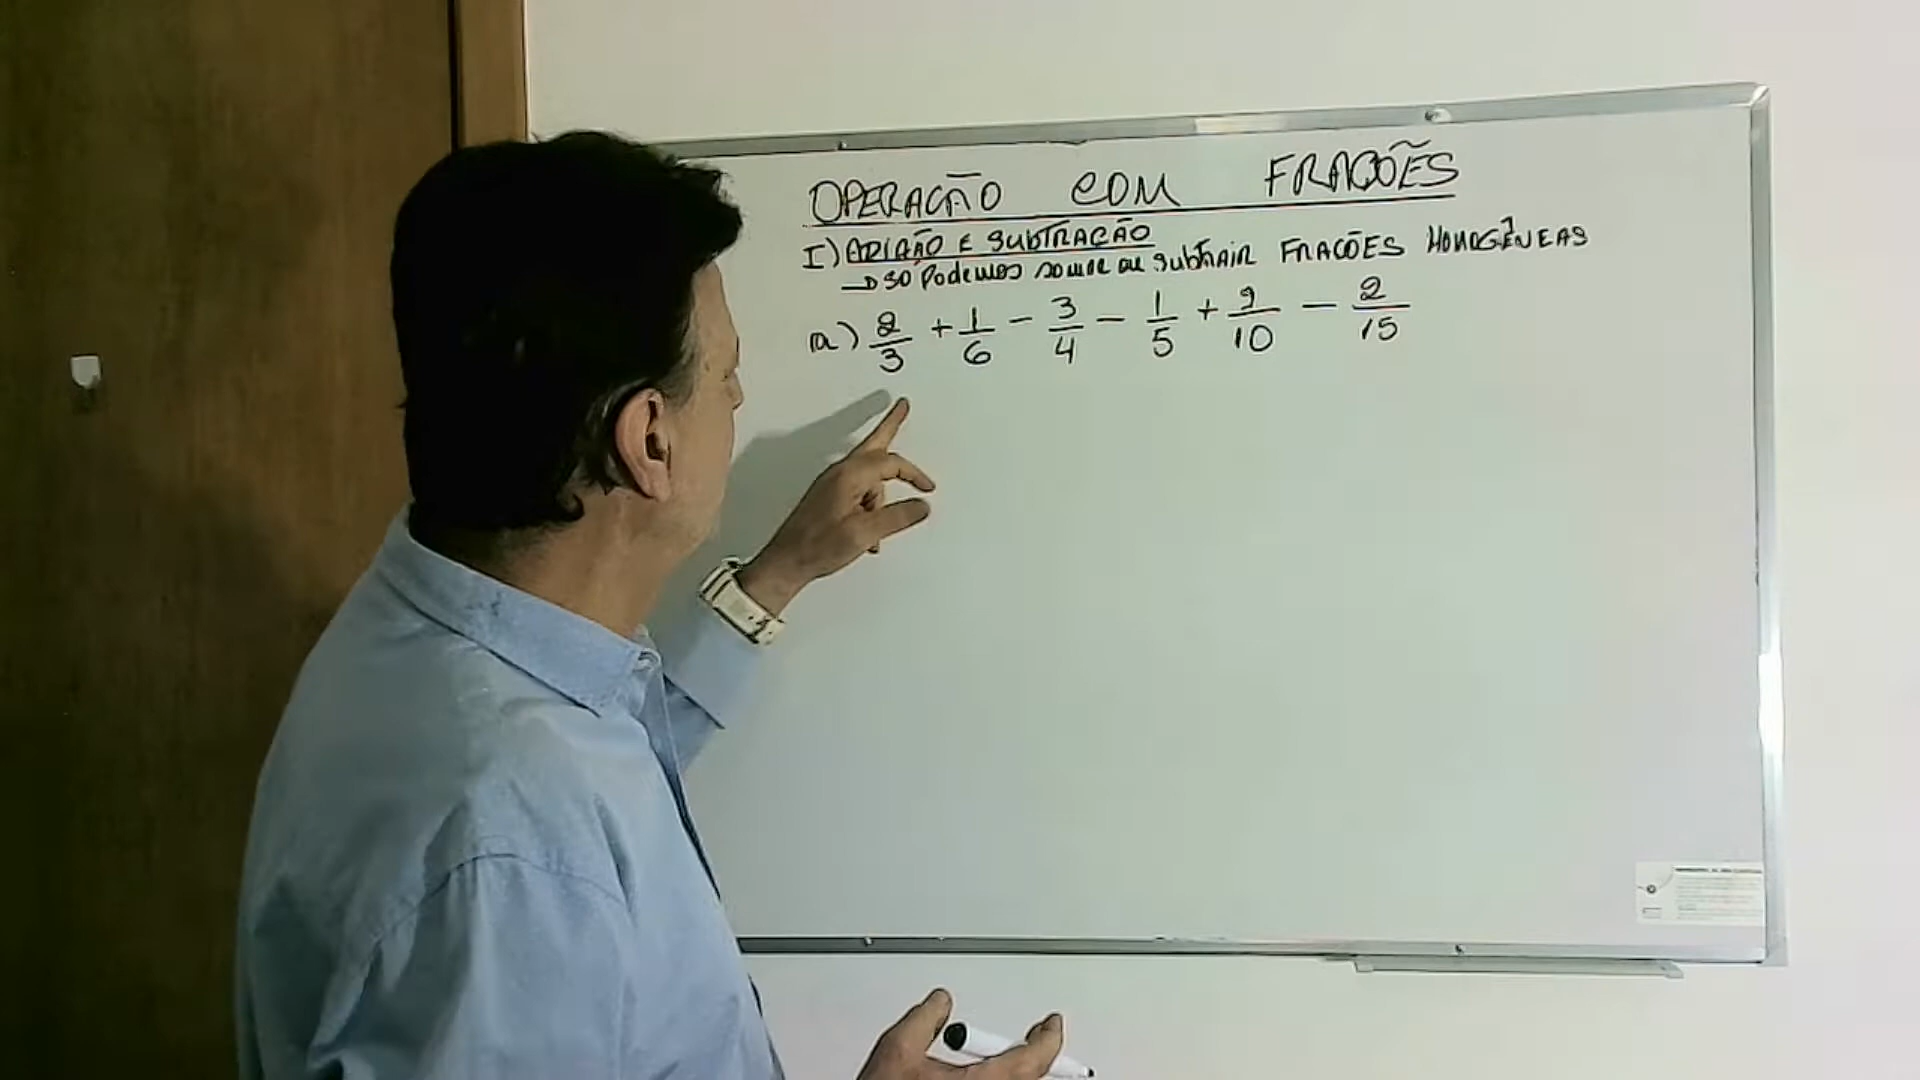 OPERAÇÃO COM FRAÇÕES
I) ADIÇÃO E SUBTRAÇÃO
→ SÓ Podemos somar ou subtrair FRAÇÕES HOMOGÊNEAS
a) 2/3 + 1/6 - 3/4 - 1/5 + 9/10 - 2/15